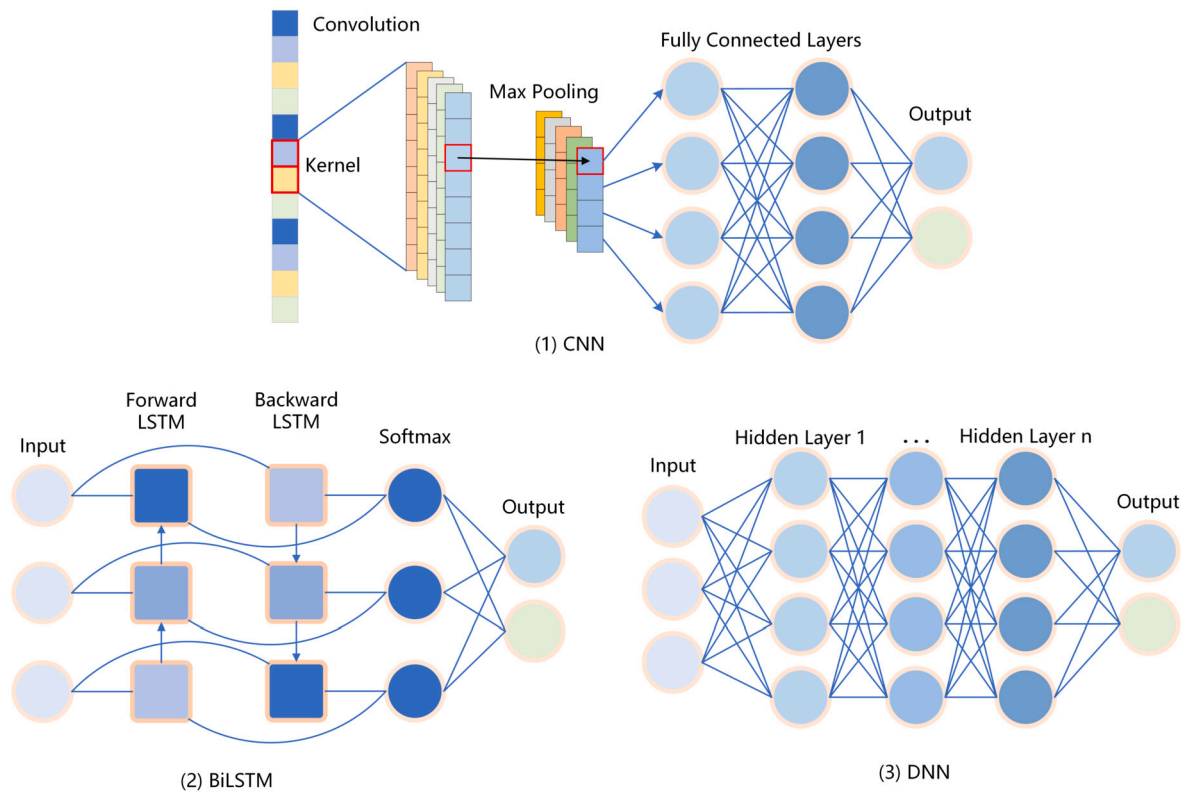 Convolution
Kernel
Max Pooling
Fully Connected Layers
Output
(1) CNN
Input
Forward
LSTM
Backward
LSTM
Softmax
Output
(2) BiLSTM
Input
Hidden Layer 1
...
Hidden Layer n
Output
(3) DNN